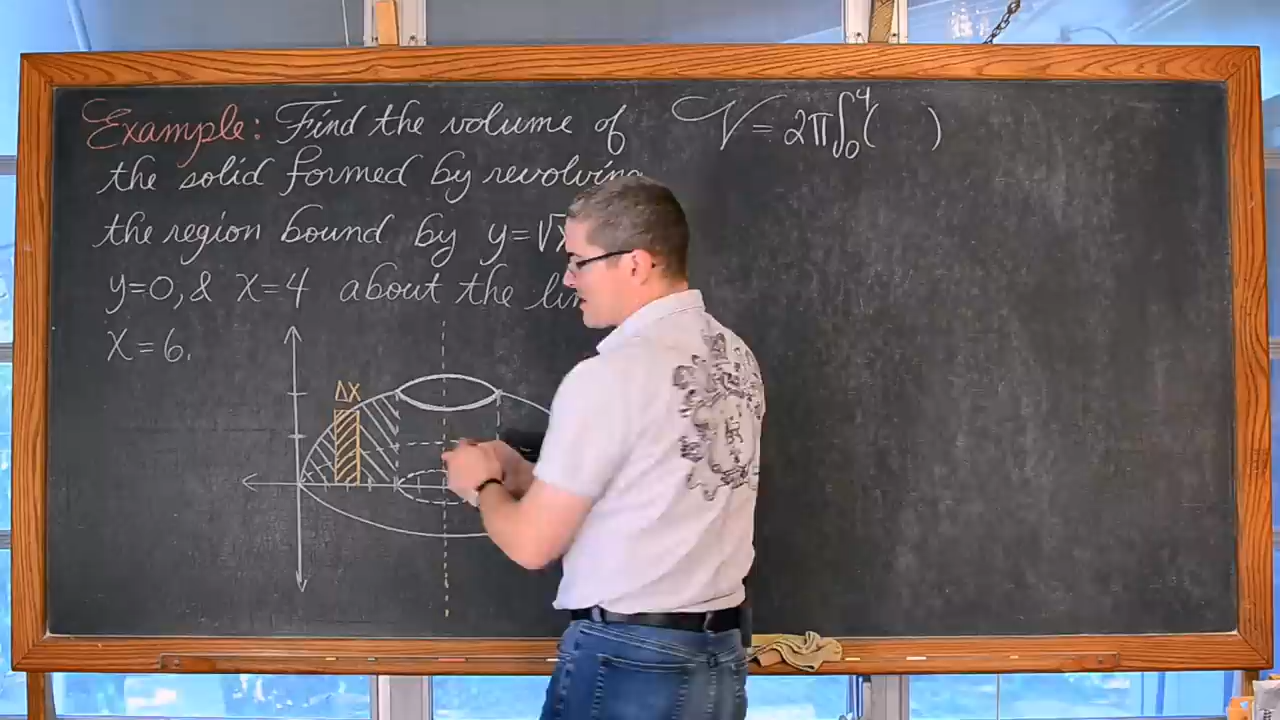 Example: Find the volume of
the solid formed by revolving
the region bound by y=√x
y=0, & x=4 about the
x=6.
Δx
V=2π∫₀⁴( )